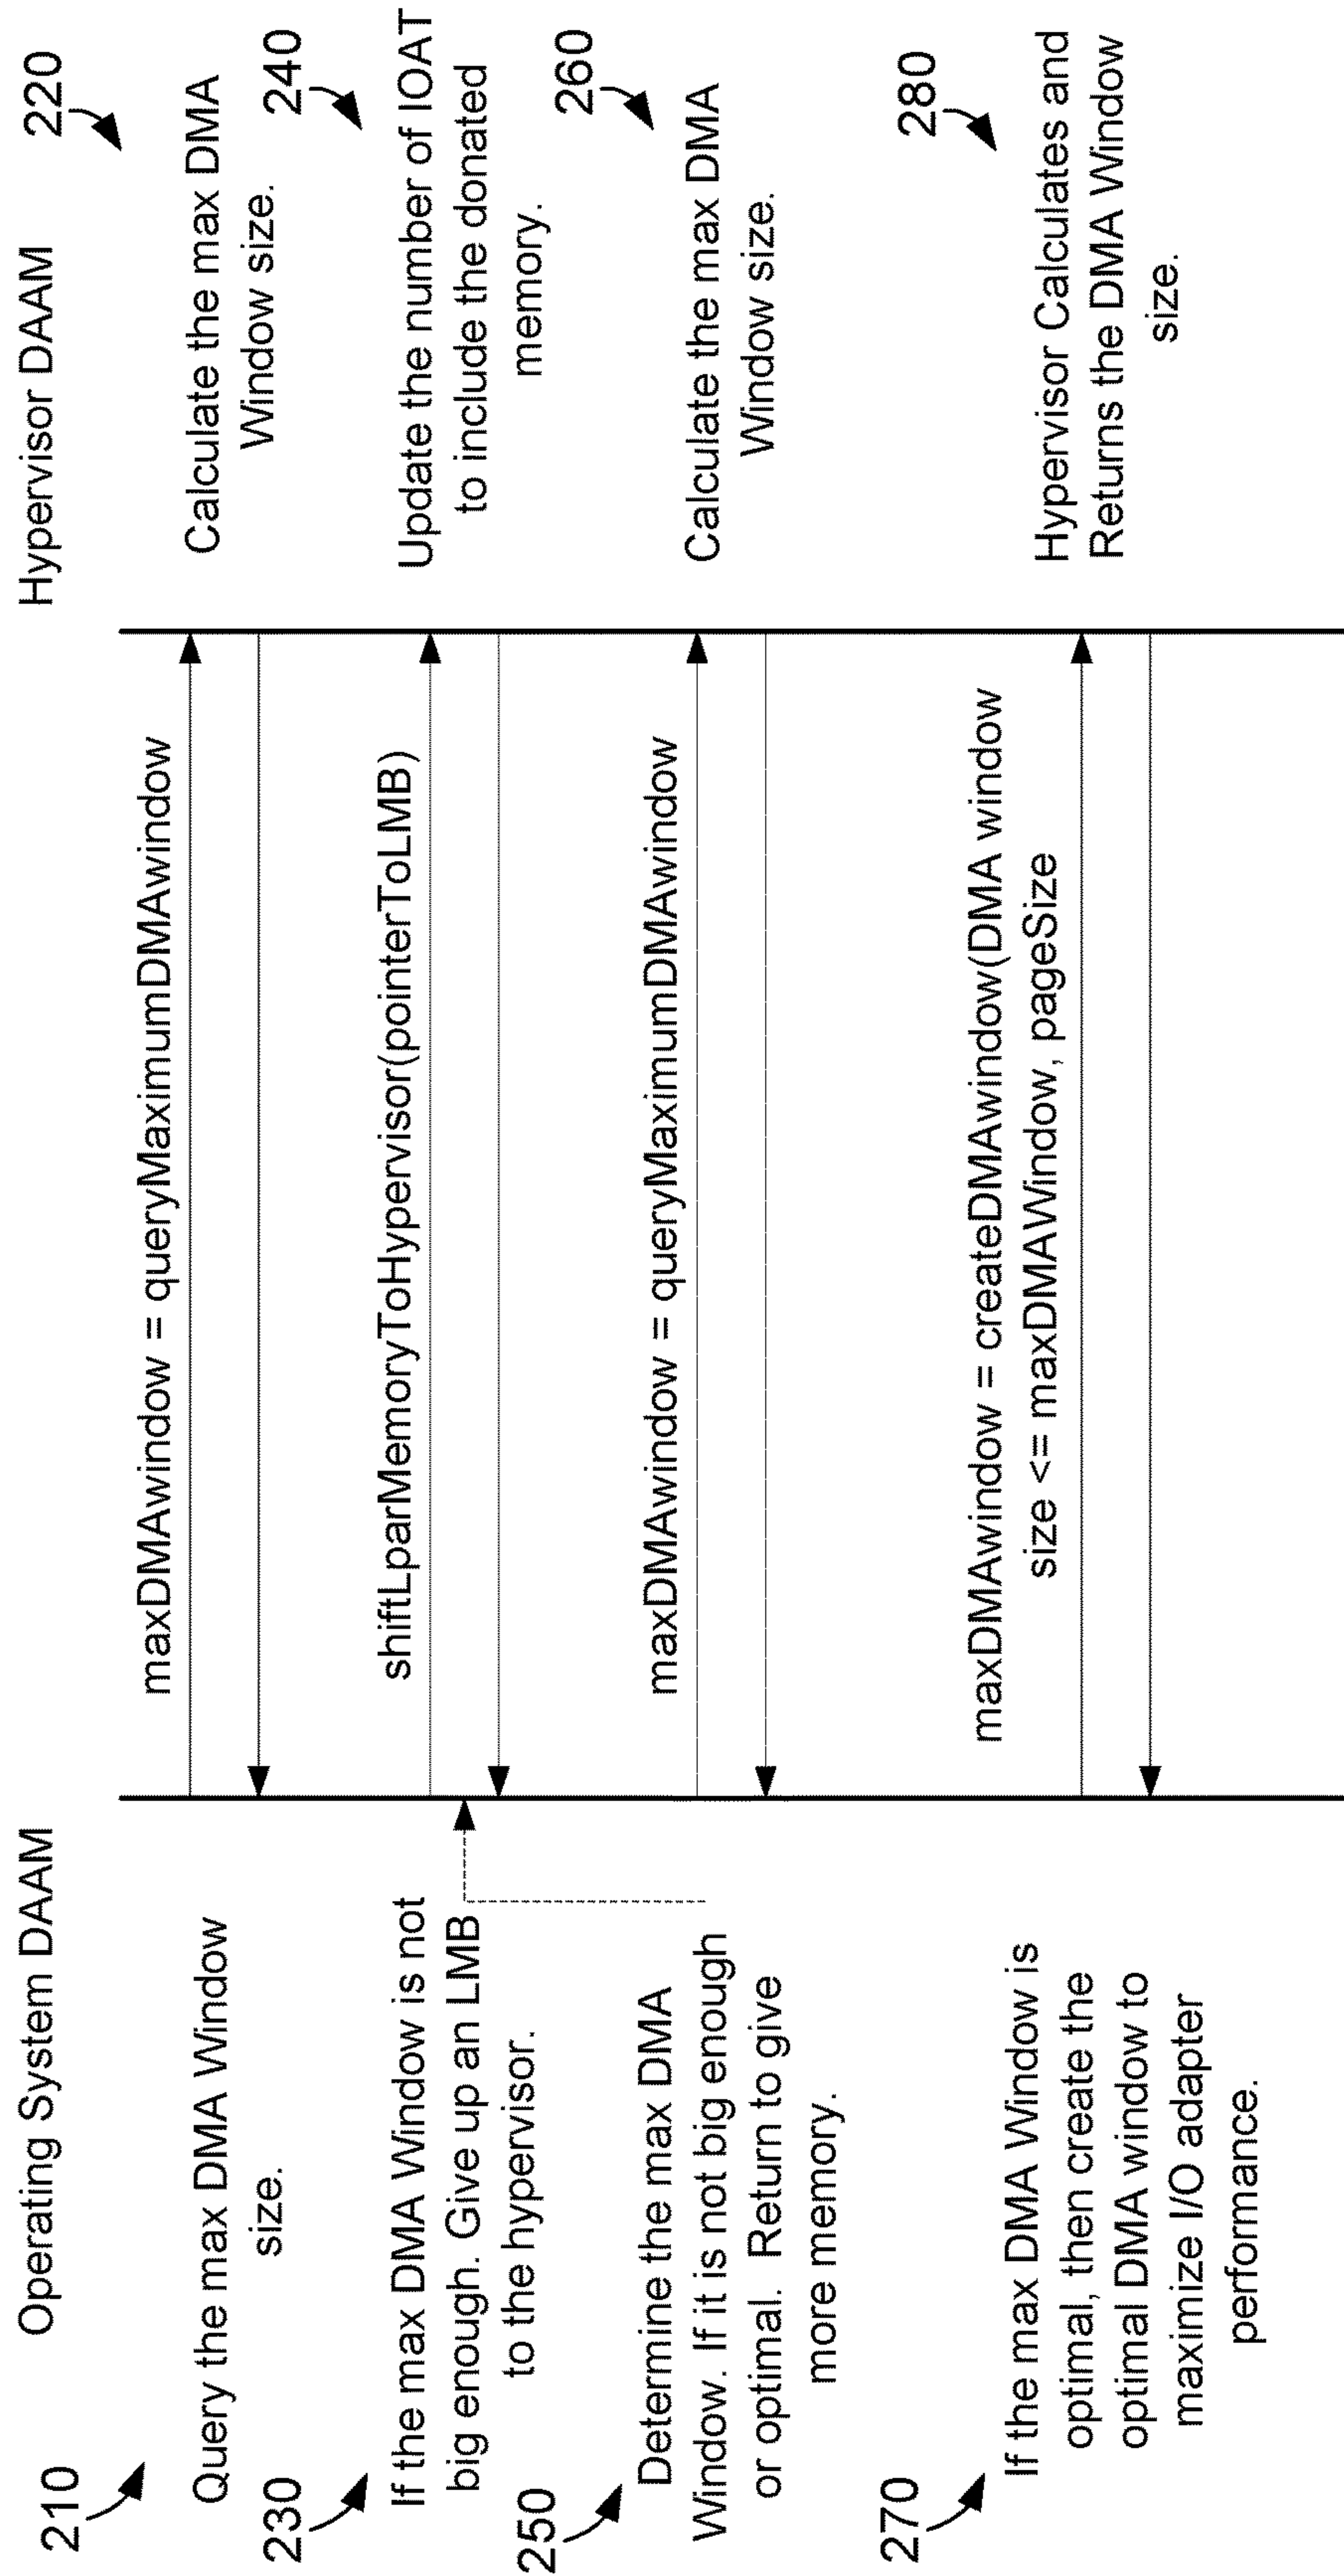 Operating System DAAM
Hypervisor DAAM
210
Query the max DMA Window
size.
maxDMAwindow = queryMaximumDMAwindow
220
Calculate the max DMA
Window size.
230
If the max DMA Window is not
big enough. Give up an LMB
to the hypervisor.
shiftLparMemoryToHypervisor(pointerToLMB)
240
Update the number of IOAT
to include the donated
memory.
250
Determine the max DMA
Window. If it is not big enough
or optimal. Return to give
more memory.
maxDMAwindow = queryMaximumDMAwindow
260
Calculate the max DMA
Window size.
270
If the max DMA Window is
optimal, then create the
optimal DMA window to
maximize I/O adapter
performance.
maxDMAwindow = createDMAwindow(DMA window
size <= maxDMAWindow, pageSize
280
Hypervisor Calculates and
Returns the DMA Window
size.